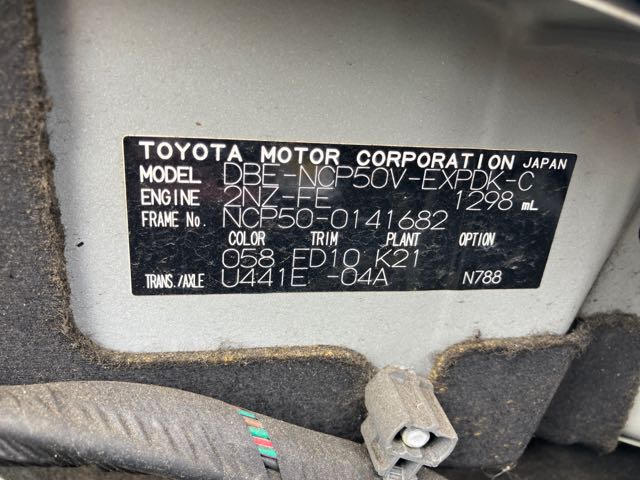 TOYOTA MOTOR CORPORATION JAPAN
MODEL DBE-NCP50V-EXPDK-C
ENGINE 2NZ-FE 1298 mL
FRAME No. NCP50-0141682
COLOR TRIM PLANT OPTION
058 FD10 K21
TRANS./AXLE U441E -04A N788